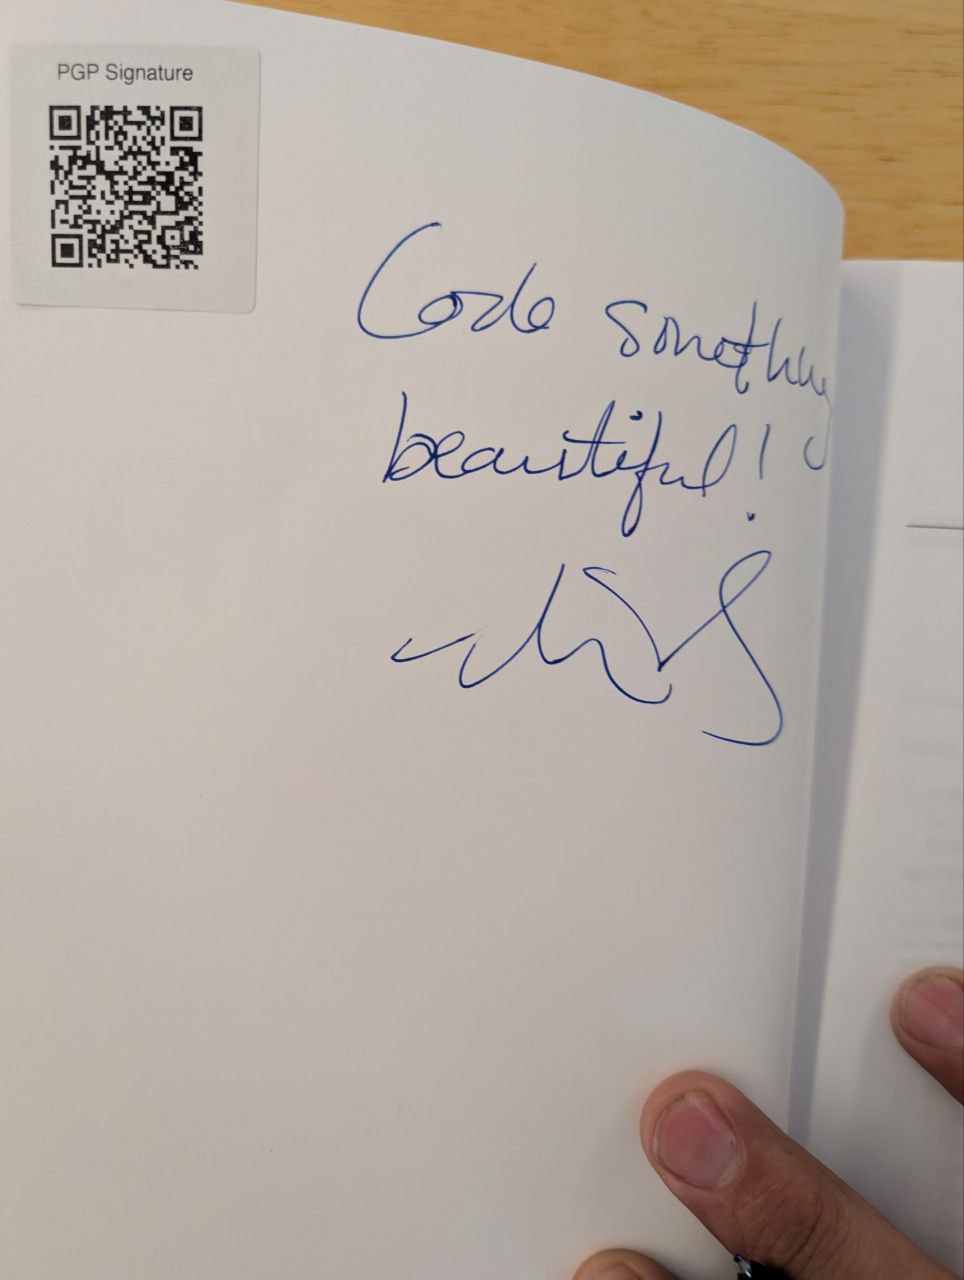 PGP Signature
Code something
beautiful!